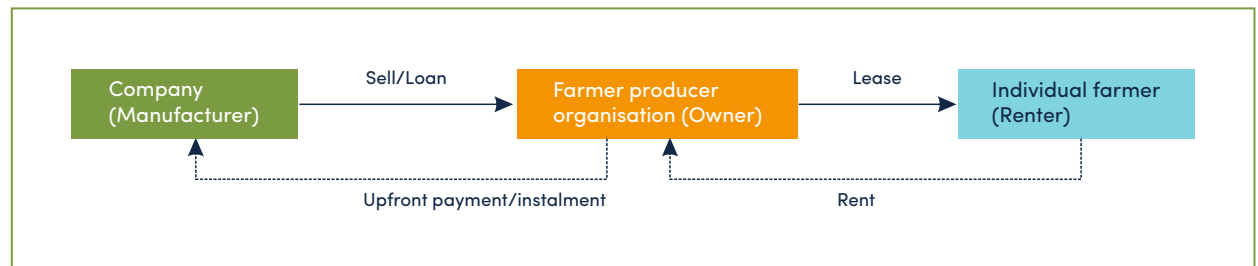 Sell/Loan
Lease
Company
(Manufacturer)
Farmer producer
organisation (Owner)
Individual farmer
(Renter)
Upfront payment/instalment
Rent